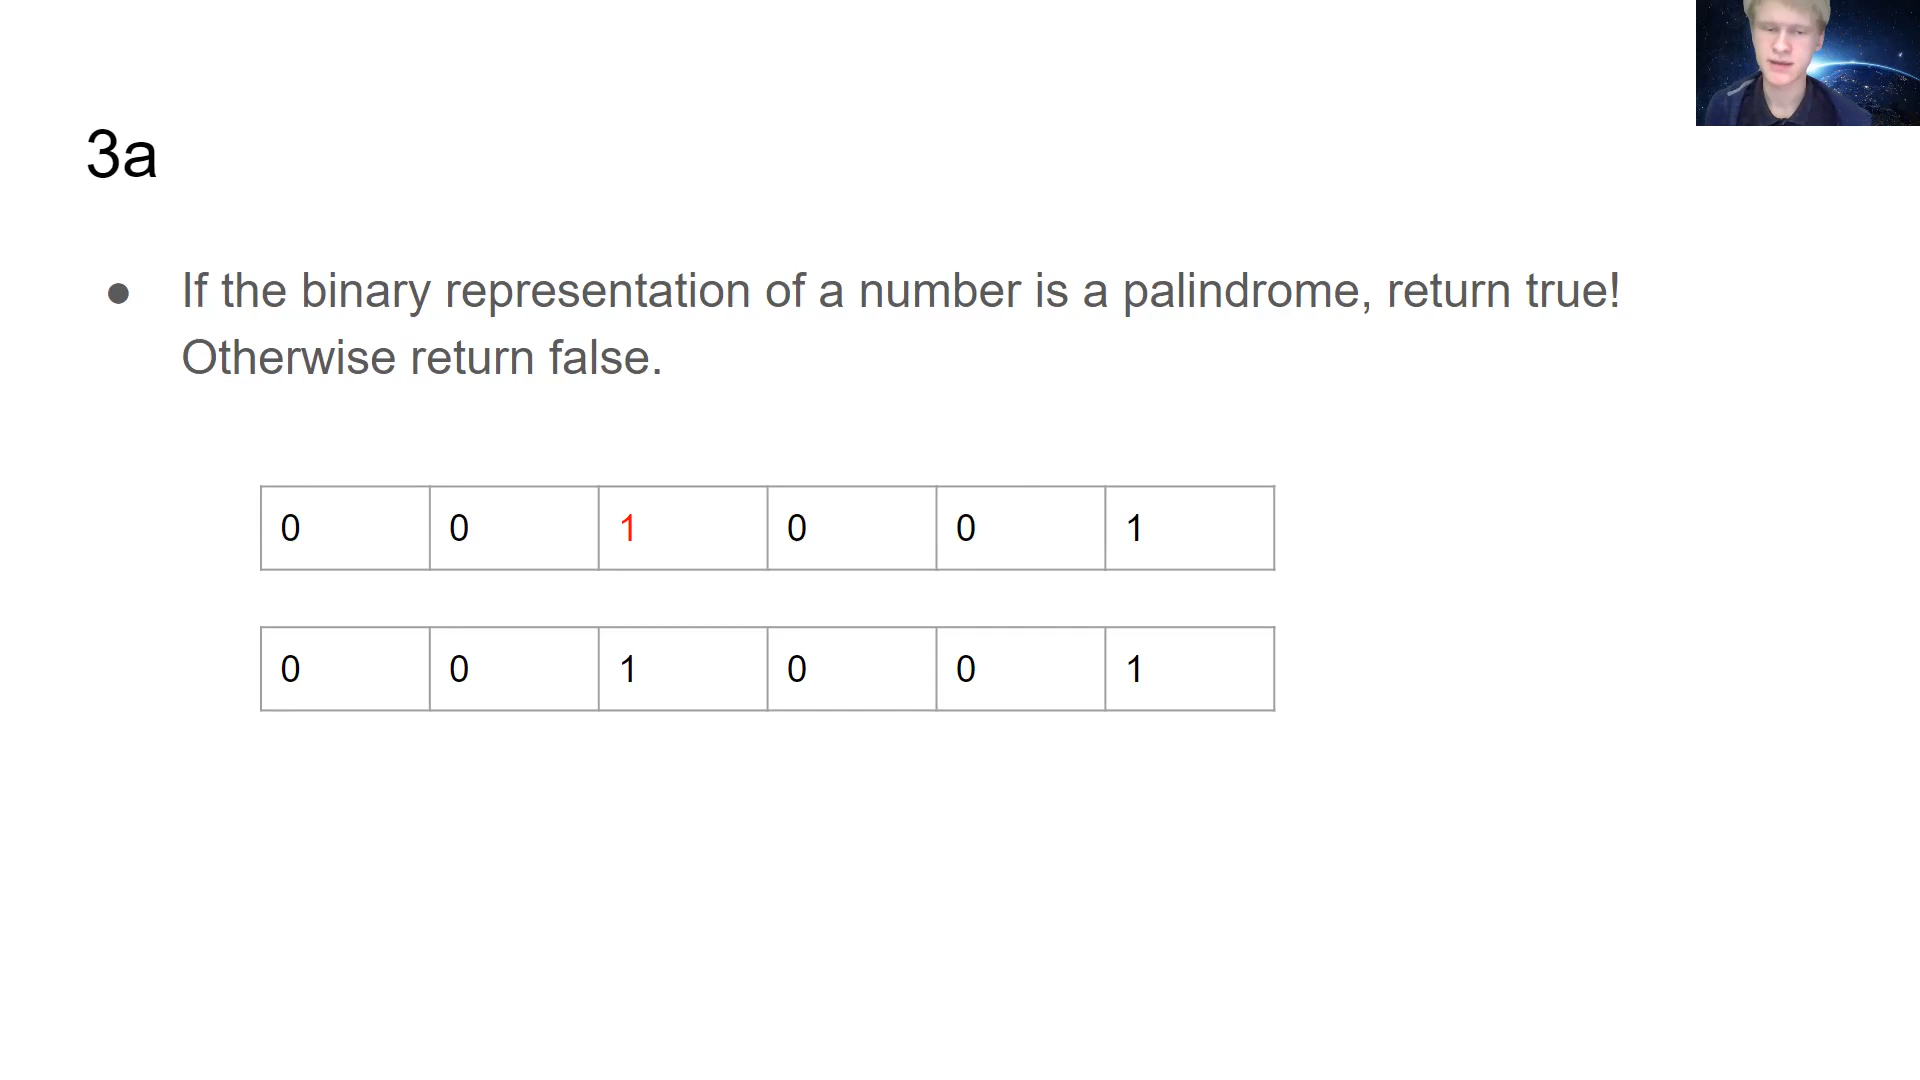 3a
● If the binary representation of a number is a palindrome, return true!
Otherwise return false.
0 0 1 0 0 1
0 0 1 0 0 1